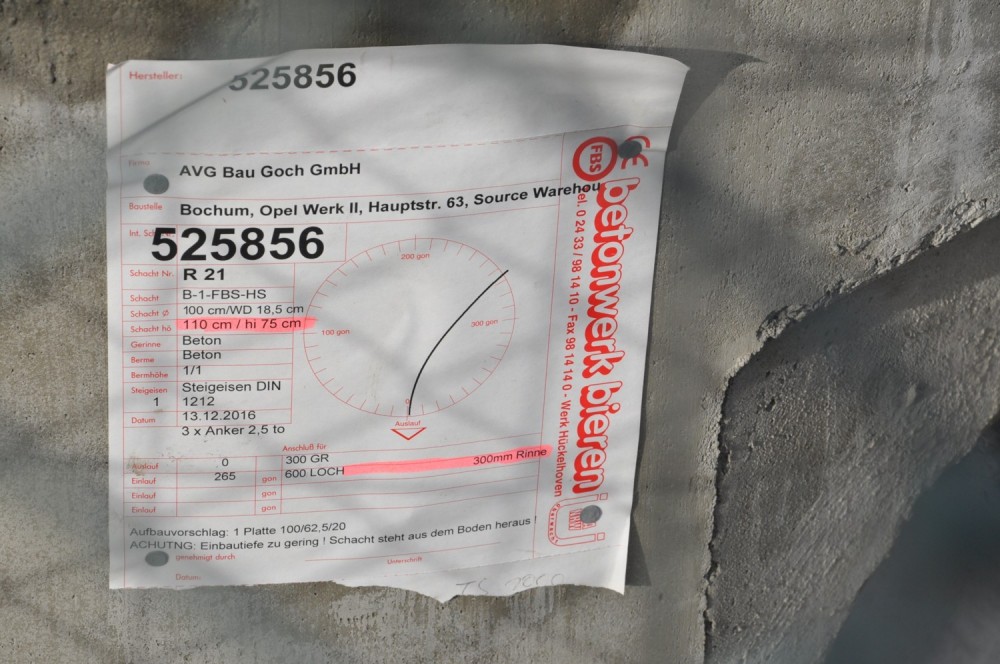 Hersteller:
525856
Firma
AVG Bau Goch GmbH
Baustelle
Bochum, Opel Werk II, Hauptstr. 63, Source Warehou
525856
Schacht Nr.
R 21
Schacht
B-1-FBS-HS
Schacht Ø
100 cm/WD 18,5 cm
Schacht hö
110 cm / hi 75 cm
Gerinne
Beton
Berme
Beton
Bermhöhe
1/1
Steigeisen
Steigeisen DIN
1
1212
Datum
13.12.2016
3 x Anker 2,5 to
200 gon
100 gon
300 gon
0
Auslauf
Anschluß für
Auslauf
0
300 GR
300mm Rinne
Einlauf
265
gon
600 LOCH
Einlauf
gon
Einlauf
gon
Aufbauvorschlag: 1 Platte 100/62,5/20
ACHUTNG: Einbautiefe zu gering ! Schacht steht aus dem Boden heraus !
Genehmigt durch
Unterschrift
Datum:
FBS
CE
betonwerk bieren
Tel. 0 24 33 / 98 14 10 - Fax 98 14 14 0 - Werk Hückelhoven